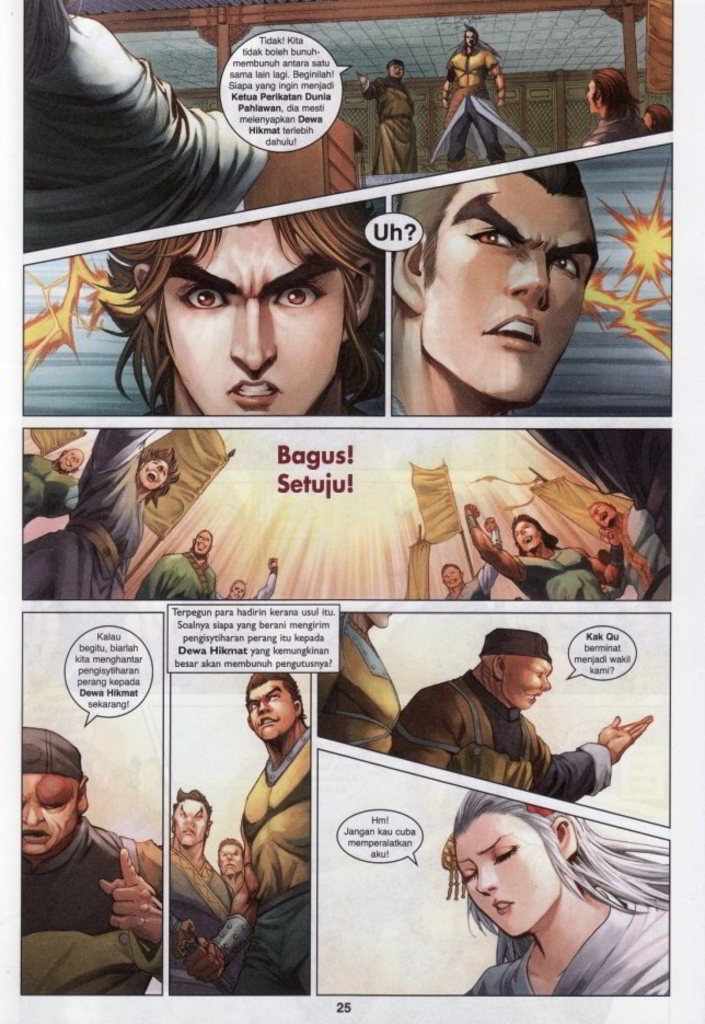 Tidak! Kita
tidak boleh bunuh-
membunuh antara satu
sama lain lagi. Beginilah!
Siapa yang ingin menjadi
Ketua Perikatan Dunia
Pahlawan, dia mesti
melenyapkan Dewa
Hikmat terlebih
dahulu!
Uh?
Bagus!
Setuju!
Kalau
begitu, biarlah
kita menghantar
pengisytiharan
perang kepada
Dewa Hikmat
sekarang!
Terpegun para hadirin kerana usul itu.
Soalnya siapa yang berani mengirim
pengisytiharan perang itu kepada
Dewa Hikmat yang kemungkinan
besar akan membunuh pengutusnya?
Kak Qu
berminat
menjadi wakil
kami?
Hm!
Jangan kau cuba
memperalatkan
aku!
25